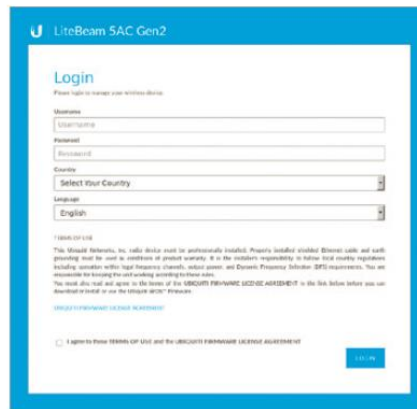 LiteBeam 5AC Gen2
Login
Please login to manage your wireless device.
Username
Username
Password
Password
Country
Select Your Country
Language
English
TERMS OF USE
This Ubiquiti Networks, Inc. radio device must be professionally installed. Properly installed shielded Ethernet cable and earth
grounding must be used as conditions of product warranty. It is the installer's responsibility to follow local country regulations
including operation within legal frequency channels, output power, and Dynamic Frequency Selection (DFS) requirements. You are
responsible for keeping the unit working according to these rules.
You must also read and agree to the terms of the UBIQUITI FIRMWARE LICENSE AGREEMENT in the link below before you can
download or install or use the Ubiquiti airOS® Firmware.
UBIQUITI FIRMWARE LICENSE AGREEMENT
I agree to these TERMS OF USE and the UBIQUITI FIRMWARE LICENSE AGREEMENT
LOGIN